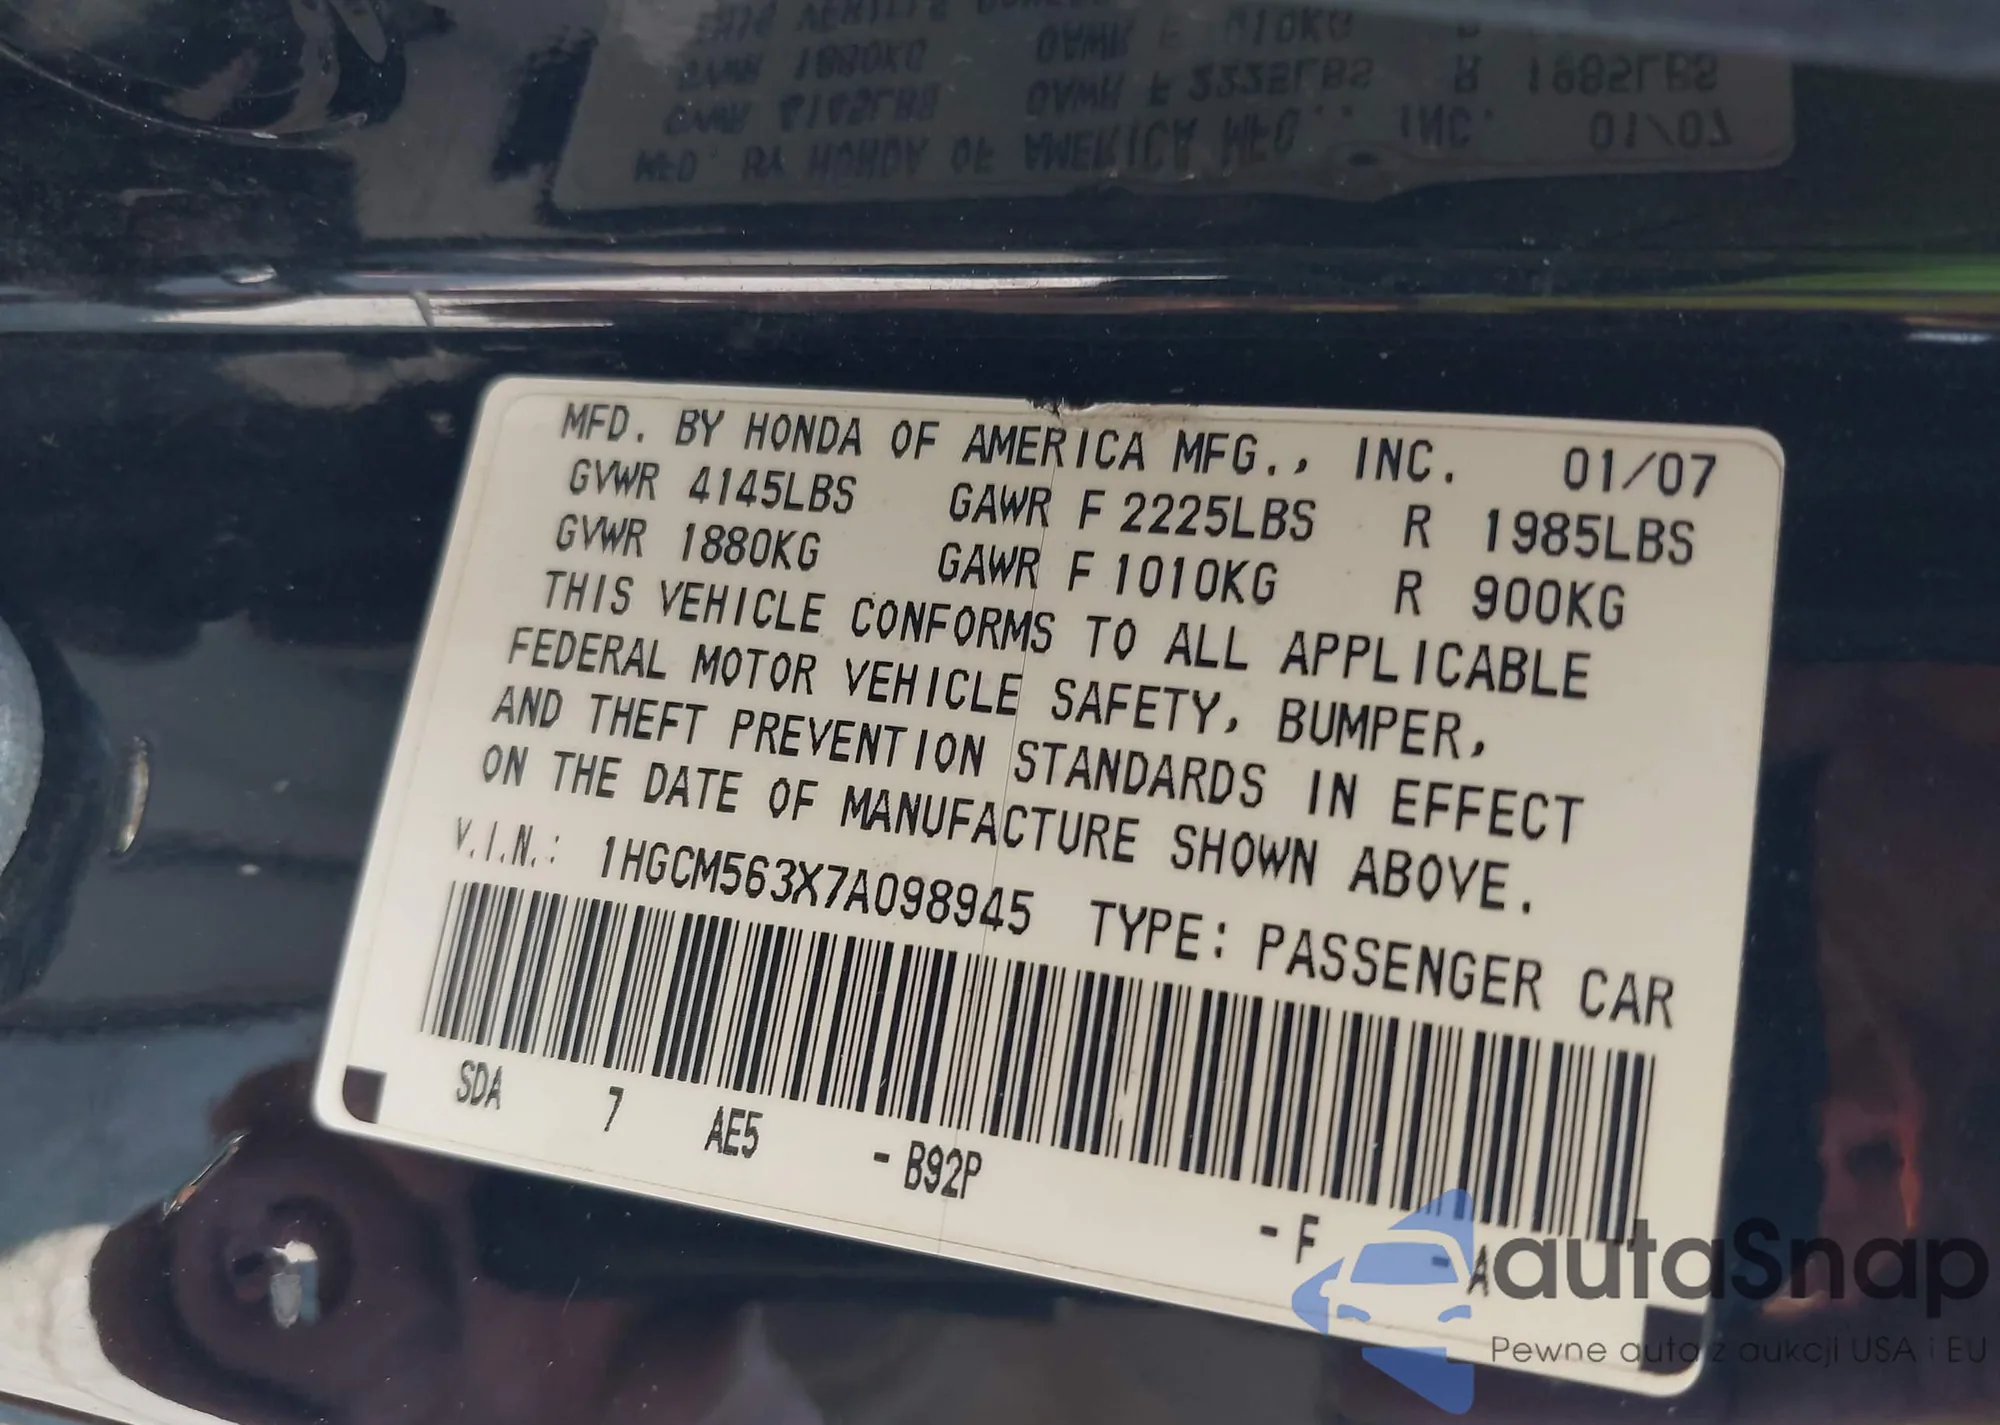 MFD. BY HONDA OF AMERICA MFG., INC. 01/07
GVWR 4145LBS GAWR F 2225LBS R 1985LBS
GVWR 1880KG GAWR F 1010KG R 900KG
THIS VEHICLE CONFORMS TO ALL APPLICABLE
FEDERAL MOTOR VEHICLE SAFETY, BUMPER,
AND THEFT PREVENTION STANDARDS IN EFFECT
ON THE DATE OF MANUFACTURE SHOWN ABOVE.
V.I.N.: 1HGCM563X7A098945 TYPE: PASSENGER CAR
SDA 7 AE5 - B92P - F - A
autaSnap
Pewne auta z aukcji USA i EU